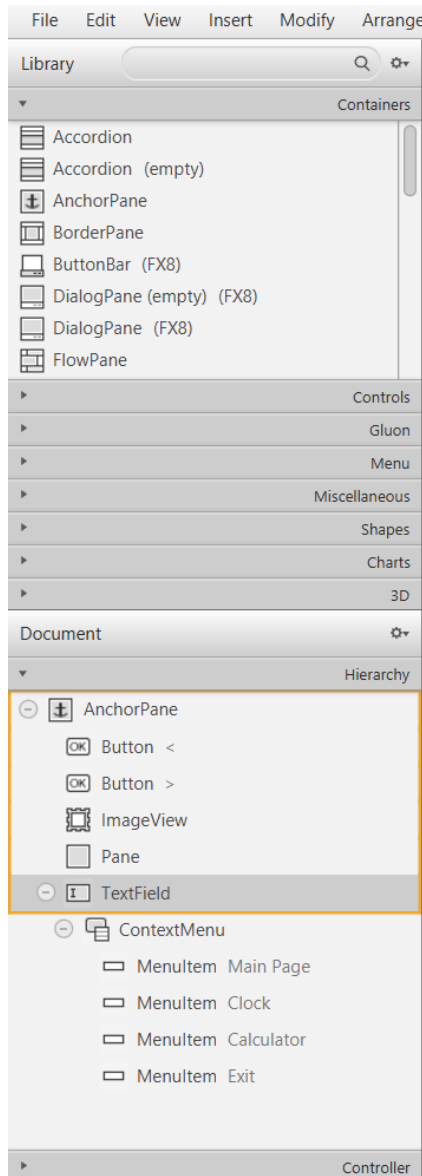 File Edit View Insert Modify Arrange
Library
Containers
Accordion
Accordion (empty)
AnchorPane
BorderPane
ButtonBar (FX8)
DialogPane (empty) (FX8)
DialogPane (FX8)
FlowPane
Controls
Gluon
Menu
Miscellaneous
Shapes
Charts
3D
Document
Hierarchy
AnchorPane
OK Button <
OK Button >
ImageView
Pane
I TextField
ContextMenu
MenuItem Main Page
MenuItem Clock
MenuItem Calculator
MenuItem Exit
Controller